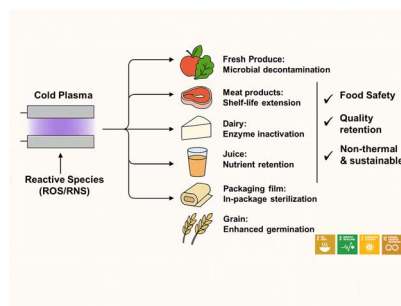 Cold Plasma
Reactive Species
(ROS/RNS)
Fresh Produce:
Microbial decontamination
Meat products:
Shelf-life extension
Dairy:
Enzyme inactivation
Juice:
Nutrient retention
Packaging film:
In-package sterilization
Grain:
Enhanced germination
✓ Food Safety
✓ Quality
retention
✓ Non-thermal
& sustainable